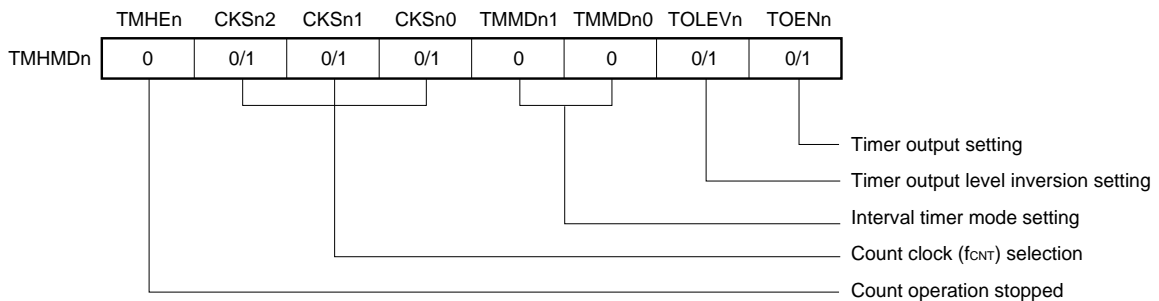 TMHEn CKSn2 CKSn1 CKSn0 TMMDn1 TMMDn0 TOLEVn TOENn
TMHMDn 0 0/1 0/1 0/1 0 0 0/1 0/1
Timer output setting
Timer output level inversion setting
Interval timer mode setting
Count clock (fCNT) selection
Count operation stopped